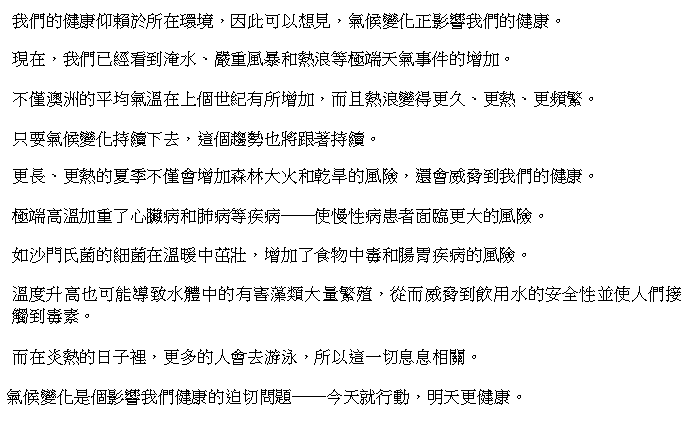 我們的健康仰賴於所在環境，因此可以想見，氣候變化正影響我們的健康。
現在，我們已經看到淹水、嚴重風暴和熱浪等極端天氣事件的增加。
不僅澳洲的平均氣溫在上個世紀有所增加，而且熱浪變得更久、更熱、更頻繁。
只要氣候變化持續下去，這個趨勢也將跟著持續。
更長、更熱的夏季不僅會增加森林大火和乾旱的風險，還會威脅到我們的健康。
極端高溫加重了心臟病和肺病等疾病——使慢性病患者面臨更大的風險。
如沙門氏菌的細菌在溫暖中茁壯，增加了食物中毒和腸胃疾病的風險。
溫度升高也可能導致水體中的有害藻類大量繁殖，從而威脅到飲用水的安全性並使人們接
觸到毒素。
而在炎熱的日子裡，更多的人會去游泳，所以這一切息息相關。
氣候變化是個影響我們健康的迫切問題——今天就行動，明天更健康。